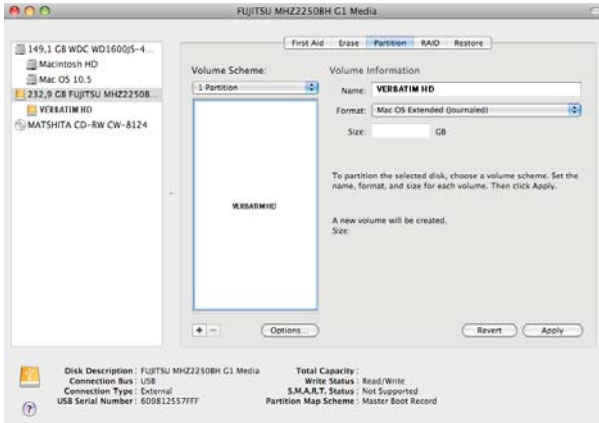 FUJITSU MHZ2250BH G1 Media
First Aid Erase Partition RAID Restore
149,1 GB WDC WD1600JS-4...
Macintosh HD
Mac OS 10.5
232,9 GB FUJITSU MHZ2250B...
VERBATIM HD
MATSHITA CD-RW CW-8124
Volume Scheme:
1 Partition
VERBATIM HD
Volume Information
Name: VERBATIM HD
Format: Mac OS Extended (Journaled)
Size: GB
To partition the selected disk, choose a volume scheme. Set the
name, format, and size for each volume. Then click Apply.
A new volume will be created.
Size:
+ − Options...
Revert Apply
Disk Description : FUJITSU MHZ2250BH G1 Media
Connection Bus : USB
Connection Type : External
USB Serial Number : 609812557FFF
Total Capacity :
Write Status : Read/Write
S.M.A.R.T. Status : Not Supported
Partition Map Scheme : Master Boot Record
?